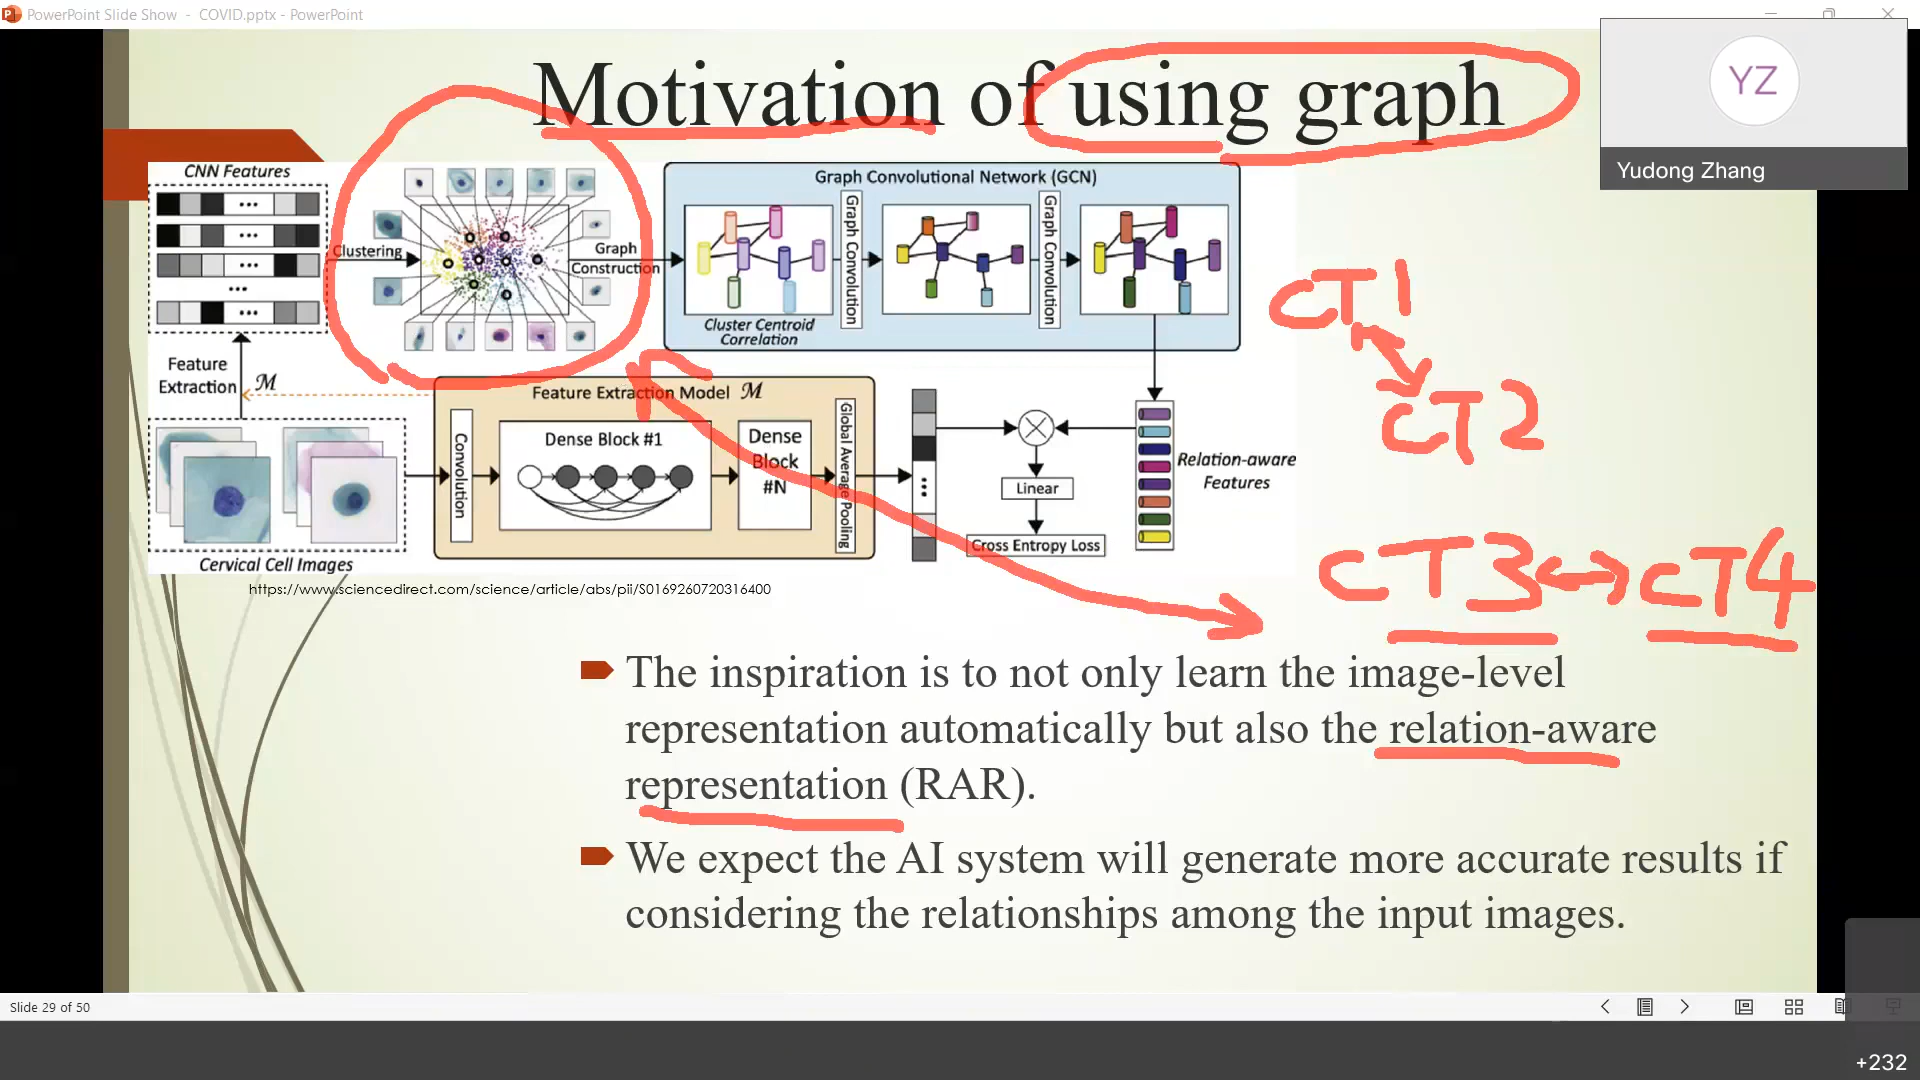 PowerPoint Slide Show - COVID.pptx - PowerPoint
Motivation of using graph
YZ
Yudong Zhang
CNN Features
Clustering
Graph
Construction
Graph Convolutional Network (GCN)
Graph Convolution
Graph Convolution
Cluster Centroid
Correlation
CT1
CT2
Feature
Extraction
M
Feature Extraction Model M
Convolution
Dense Block #1
Dense
Block
#N
Global Average Pooling
Linear
Cross Entropy Loss
Relation-aware
Features
Cervical Cell Images
CT3 CT4
https://www.sciencedirect.com/science/article/abs/pii/S0169260720316400
The inspiration is to not only learn the image-level
representation automatically but also the relation-aware
representation (RAR).
We expect the AI system will generate more accurate results if
considering the relationships among the input images.
Slide 29 of 50
+232